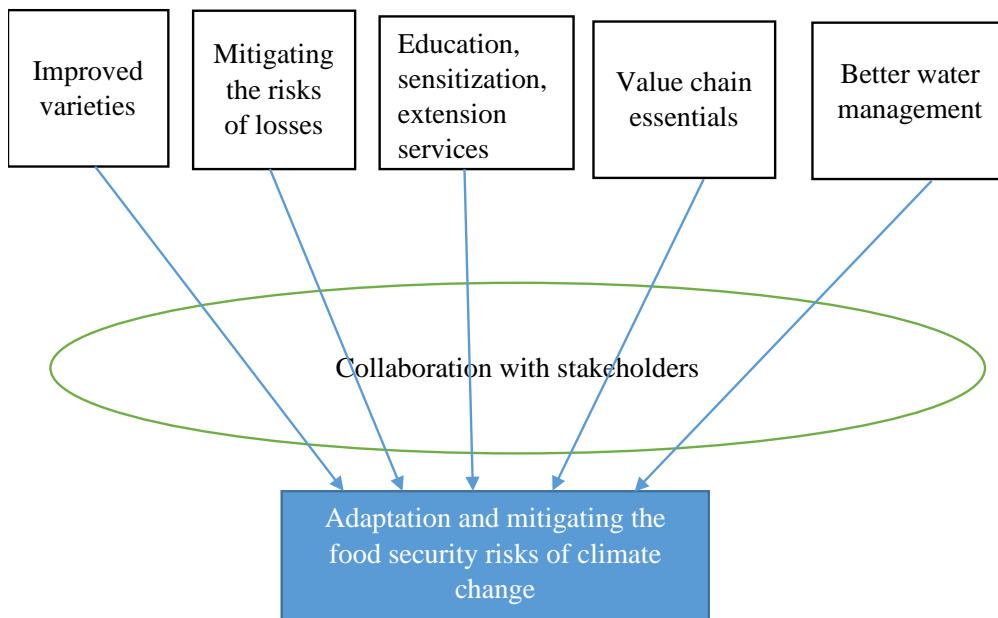 Improved
varieties
Mitigating
the risks
of losses
Education,
sensitization,
extension
services
Value chain
essentials
Better water
management
Collaboration with stakeholders
Adaptation and mitigating the
food security risks of climate
change